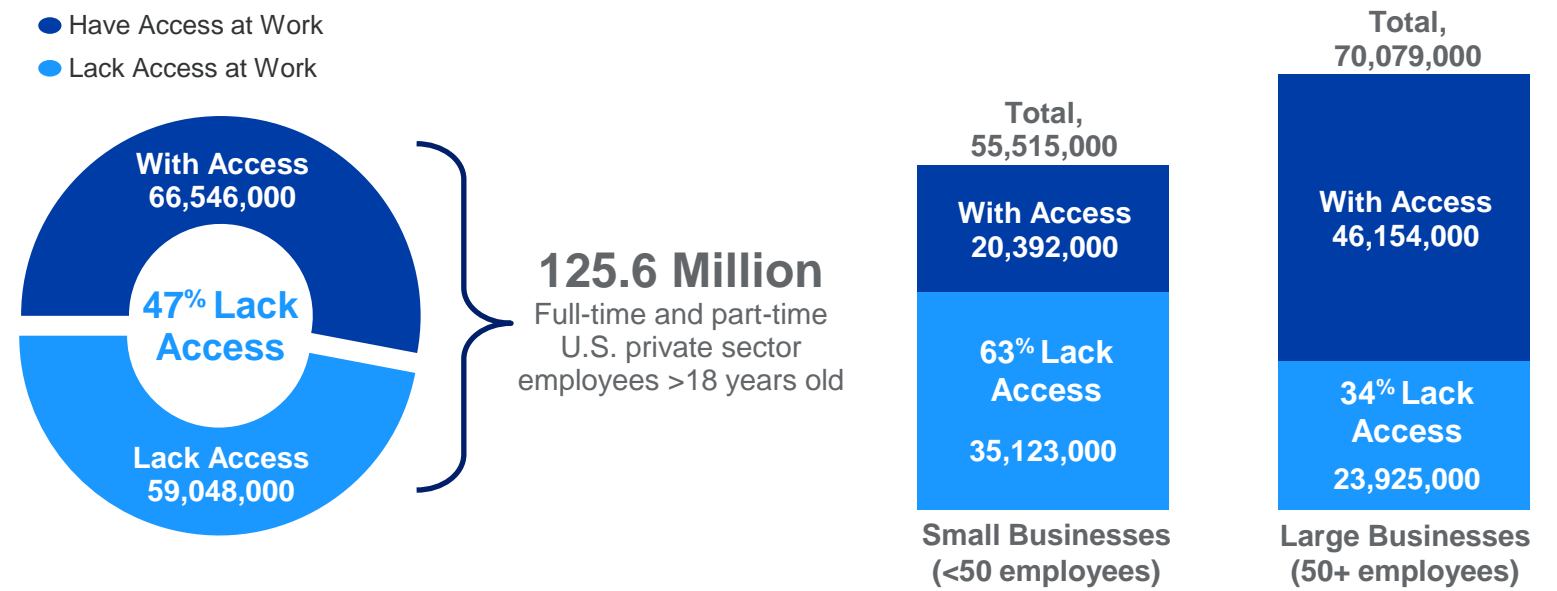 Have Access at Work
Lack Access at Work
With Access
66,546,000
47% Lack
Access
Lack Access
59,048,000
125.6 Million
Full-time and part-time
U.S. private sector
employees >18 years old
Total,
55,515,000
With Access
20,392,000
63% Lack
Access
35,123,000
Small Businesses
(<50 employees)
Total,
70,079,000
With Access
46,154,000
34% Lack
Access
23,925,000
Large Businesses
(50+ employees)